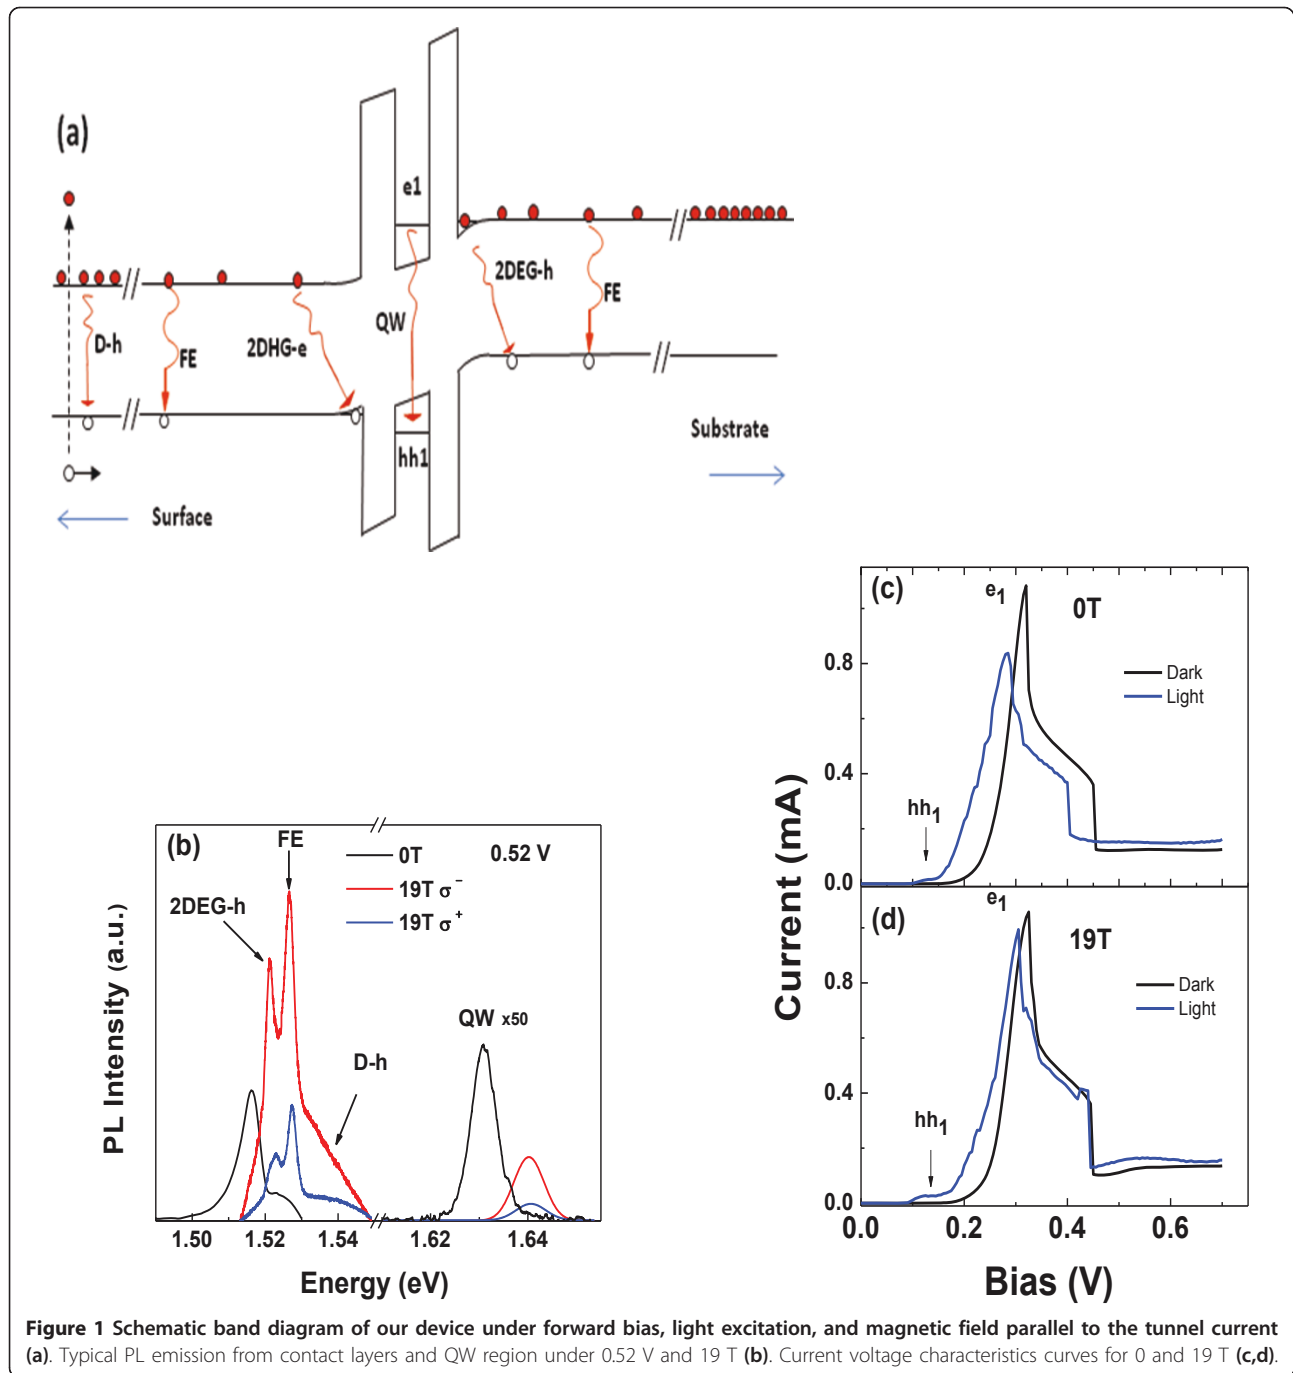 (a)
e1
2DEG-h
FE
QW
D-h
FE
2DHG-e
hh1
Surface
Substrate
(b)
FE
0T
0.52 V
19T σ⁻
19T σ⁺
2DEG-h
QW x50
D-h
PL Intensity (a.u.)
1.50 1.52 1.54 1.62 1.64
Energy (eV)
(c)
e₁
0T
Dark
Light
0.8
0.4
hh₁
0.0
Current (mA)
(d)
e₁
19T
Dark
Light
0.8
0.4
hh₁
0.0
0.0 0.2 0.4 0.6
Bias (V)
Figure 1 Schematic band diagram of our device under forward bias, light excitation, and magnetic field parallel to the tunnel current
(a). Typical PL emission from contact layers and QW region under 0.52 V and 19 T (b). Current voltage characteristics curves for 0 and 19 T (c,d).